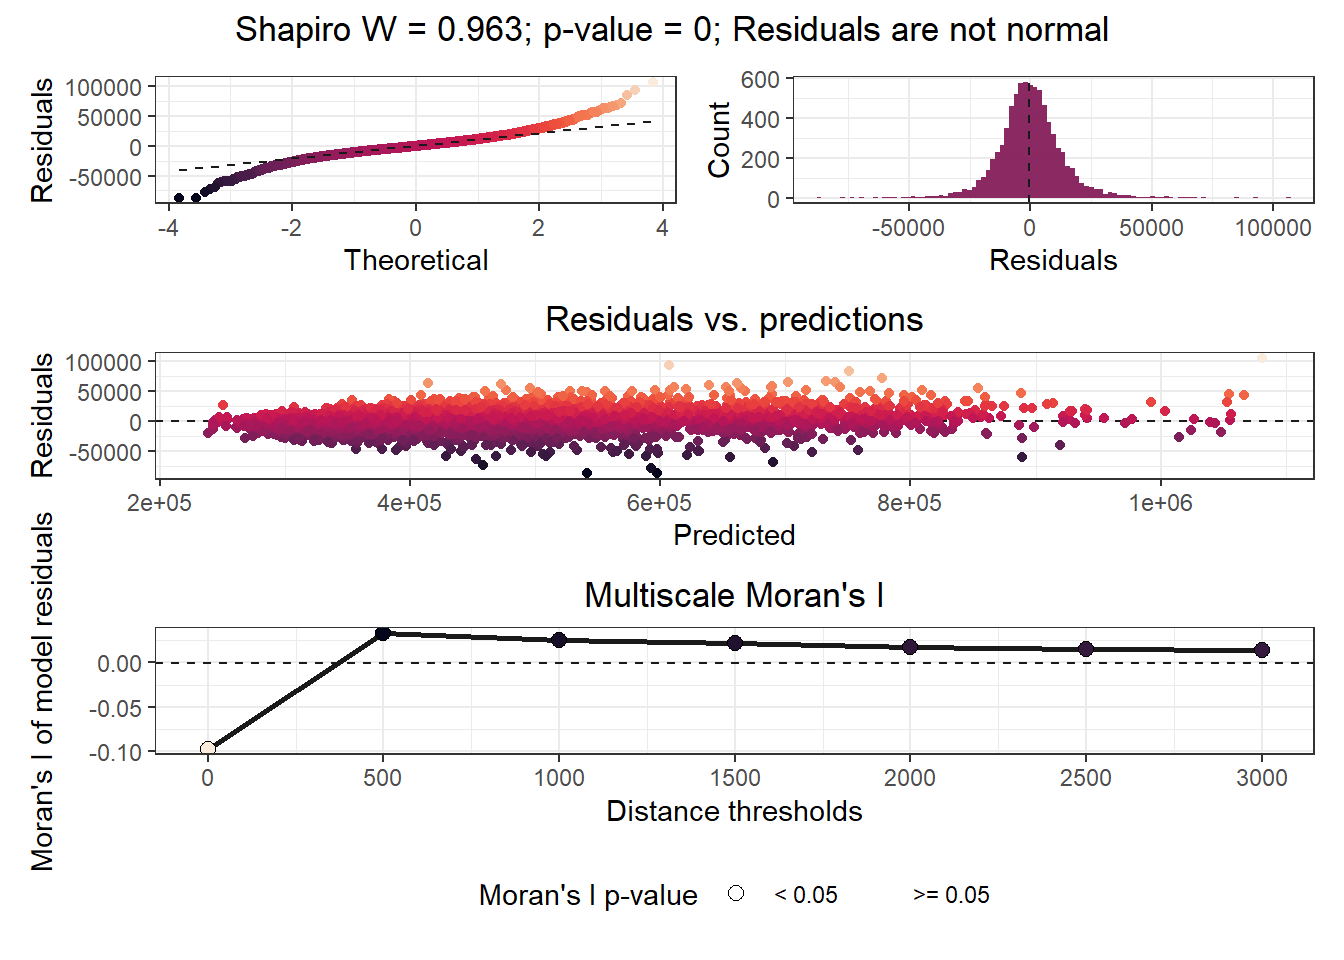 Shapiro W = 0.963; p-value = 0; Residuals are not normal
Residuals
100000
50000
0
-50000
-4
-2
0
2
4
Theoretical
Count
600
400
200
0
-50000
0
50000
100000
Residuals
Residuals vs. predictions
Residuals
100000
50000
0
-50000
2e+05
4e+05
6e+05
8e+05
1e+06
Predicted
Multiscale Moran's I
Moran's I of model residuals
0.00
-0.05
-0.10
0
500
1000
1500
2000
2500
3000
Distance thresholds
Moran's I p-value
< 0.05
>= 0.05